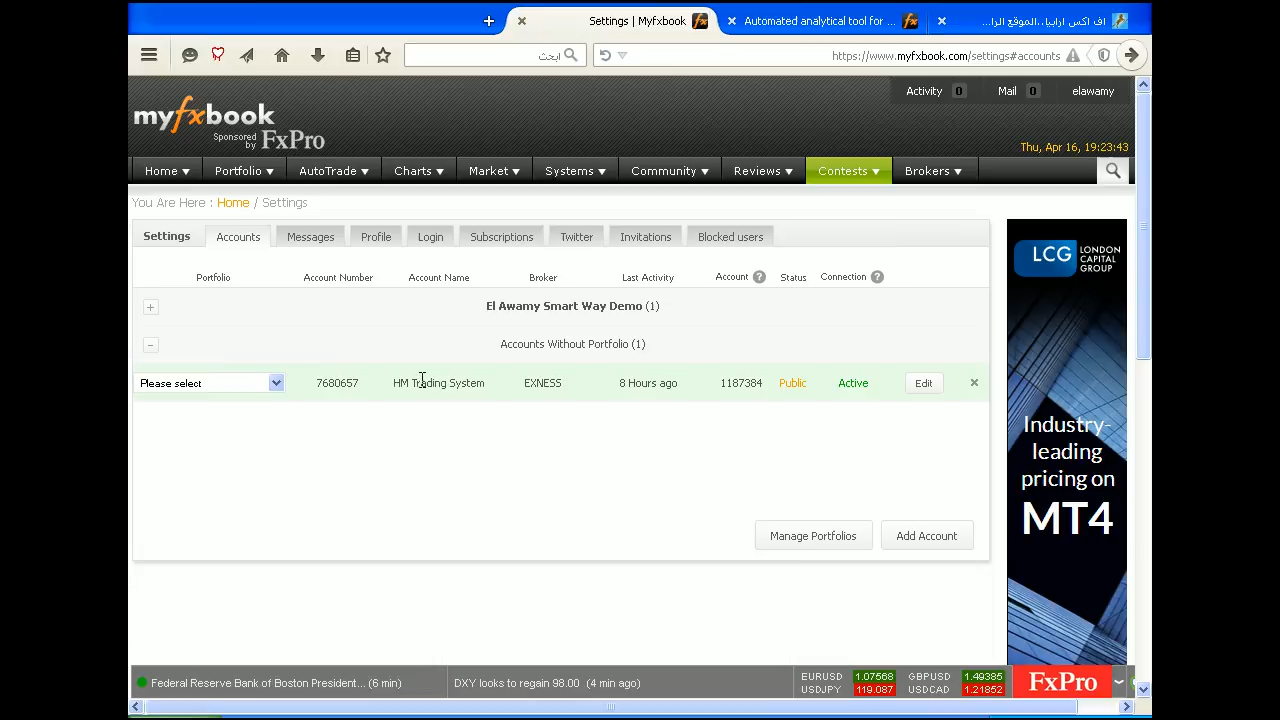 Settings | Myfxbook
Automated analytical tool for ...
اف اكس ارابيا..الموقع الرا...
ابحث
https://www.myfxbook.com/settings#accounts
Activity 0 Mail 0 elawamy
myfxbook
Sponsored by FxPro
Thu, Apr 16, 19:23:43
Home Portfolio AutoTrade Charts Market Systems Community Reviews Contests Brokers
You Are Here : Home / Settings
Settings Accounts Messages Profile Login Subscriptions Twitter Invitations Blocked users
Portfolio Account Number Account Name Broker Last Activity Account ? Status Connection ?
El Awamy Smart Way Demo (1)
Accounts Without Portfolio (1)
Please select 7680657 HM Trading System EXNESS 8 Hours ago 1187384 Public Active Edit
Manage Portfolios Add Account
LCG LONDON CAPITAL GROUP
Industry-
leading
pricing on
MT4
Federal Reserve Bank of Boston President... (6 min)
DXY looks to regain 98.00 (4 min ago)
EURUSD 1.07568 GBPUSD 1.49385
USDJPY 119.087 USDCAD 1.21852
FxPro